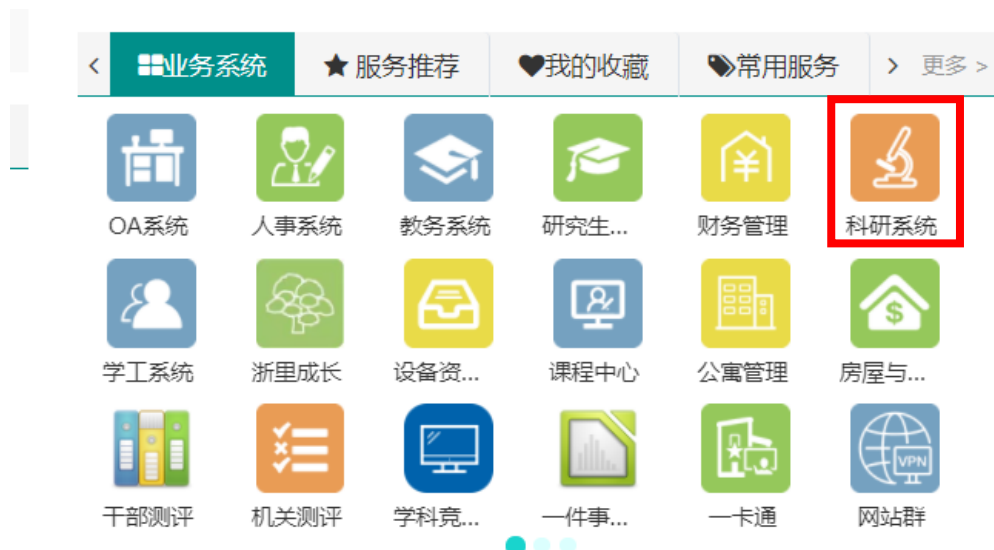 < 业务系统 服务推荐 我的收藏 常用服务 > 更多 >
OA系统 人事系统 教务系统 研究生... 财务管理 科研系统
学工系统 浙里成长 设备资... 课程中心 公寓管理 房屋与...
VPN
干部测评 机关测评 学科竞... 一件事... 一卡通 网站群